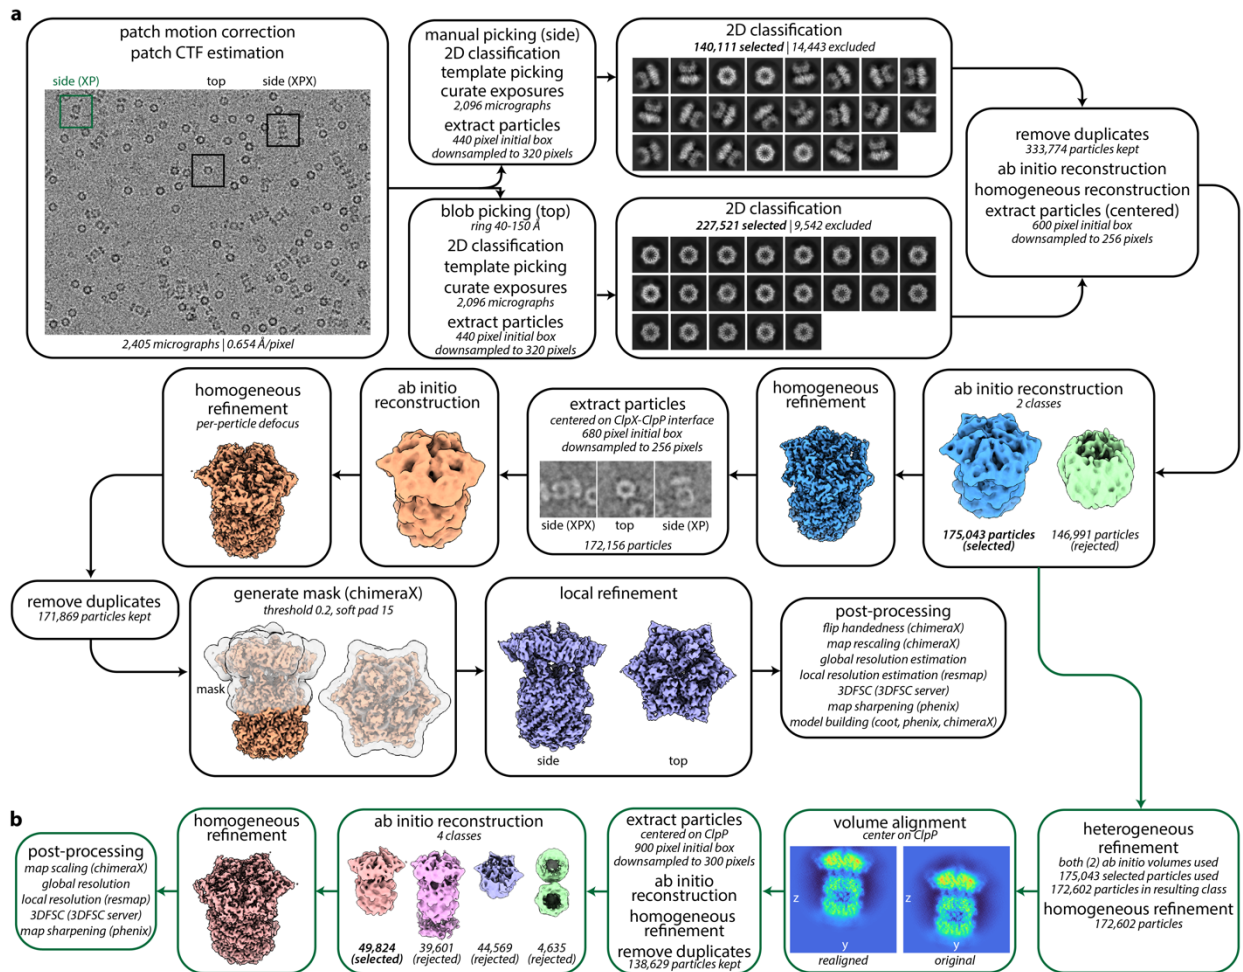 a
patch motion correction
patch CTF estimation
side (XP)
top
side (XPX)
2,405 micrographs | 0.654 Å/pixel
manual picking (side)
2D classification
template picking
curate exposures
2,096 micrographs
extract particles
440 pixel initial box
downsampled to 320 pixels
2D classification
140,111 selected | 14,443 excluded
blob picking (top)
ring 40-150 Å
2D classification
template picking
curate exposures
2,096 micrographs
extract particles
440 pixel initial box
downsampled to 320 pixels
2D classification
227,521 selected | 9,542 excluded
remove duplicates
333,774 particles kept
ab initio reconstruction
homogeneous reconstruction
extract particles (centered)
600 pixel initial box
downsampled to 256 pixels
ab initio reconstruction
2 classes
175,043 particles
(selected)
146,991 particles
(rejected)
homogeneous
refinement
extract particles
centered on ClpX-ClpP interface
680 pixel initial box
downsampled to 256 pixels
side (XPX)
top
side (XP)
172,156 particles
ab initio
reconstruction
homogeneous
refinement
per-perticle defocus
remove duplicates
171,869 particles kept
generate mask (chimeraX)
threshold 0.2, soft pad 15
mask
local refinement
side
top
post-processing
flip handedness (chimeraX)
map rescaling (chimeraX)
global resolution estimation
local resolution estimation (resmap)
3DFSC (3DFSC server)
map sharpening (phenix)
model building (coot, phenix, chimeraX)
b
heterogeneous
refinement
both (2) ab initio volumes used
175,043 selected particles used
172,602 particles in resulting class
homogeneous refinement
172,602 particles
volume alignment
center on ClpP
z
z
y
y
realigned
original
extract particles
centered on ClpP
900 pixel initial box
downsampled to 300 pixels
ab initio
reconstruction
homogeneous
refinement
remove duplicates
138,629 particles kept
ab initio reconstruction
4 classes
49,824
(selected)
39,601
(rejected)
44,569
(rejected)
4,635
(rejected)
homogeneous
refinement
post-processing
map scaling (chimeraX)
global resolution
local resolution (resmap)
3DFSC (3DFSC server)
map sharpening (phenix)